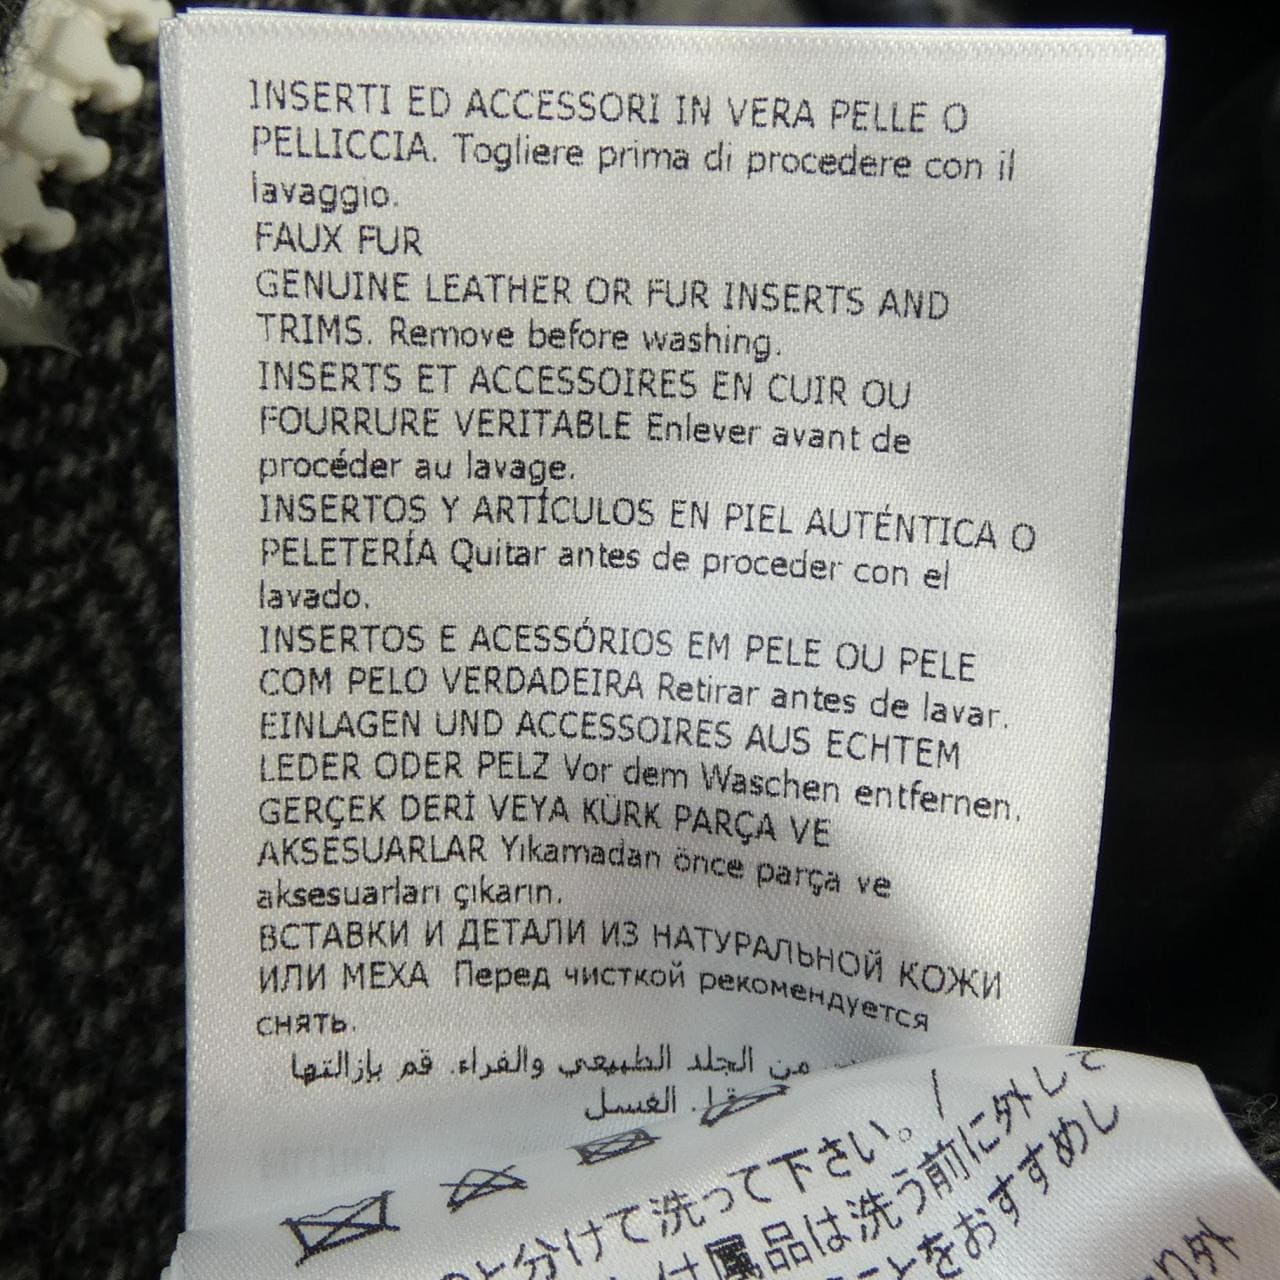 INSERTI ED ACCESSORI IN VERA PELLE O
PELLICCIA. Togliere prima di procedere con il
lavaggio.
FAUX FUR
GENUINE LEATHER OR FUR INSERTS AND
TRIMS. Remove before washing.
INSERTS ET ACCESSOIRES EN CUIR OU
FOURRURE VERITABLE Enlever avant de
procéder au lavage.
INSERTOS Y ARTÍCULOS EN PIEL AUTÉNTICA O
PELETERÍA Quitar antes de proceder con el
lavado.
INSERTOS E ACESSÓRIOS EM PELE OU PELE
COM PELO VERDADEIRA Retirar antes de lavar.
EINLAGEN UND ACCESSOIRES AUS ECHTEM
LEDER ODER PELZ Vor dem Waschen entfernen.
GERÇEK DERİ VEYA KÜRK PARÇA VE
AKSESUARLAR Yıkamadan önce parça ve
aksesuarları çıkarın.
ВСТАВКИ И ДЕТАЛИ ИЗ НАТУРАЛЬНОЙ КОЖИ
ИЛИ МЕХА Перед чисткой рекомендуется
снять.
من الجلد الطبيعي والفراء. قم بإزالتها
الغسل
と分けて洗って下さい。
属品は洗う前に外して
ことをおすすめし
り外